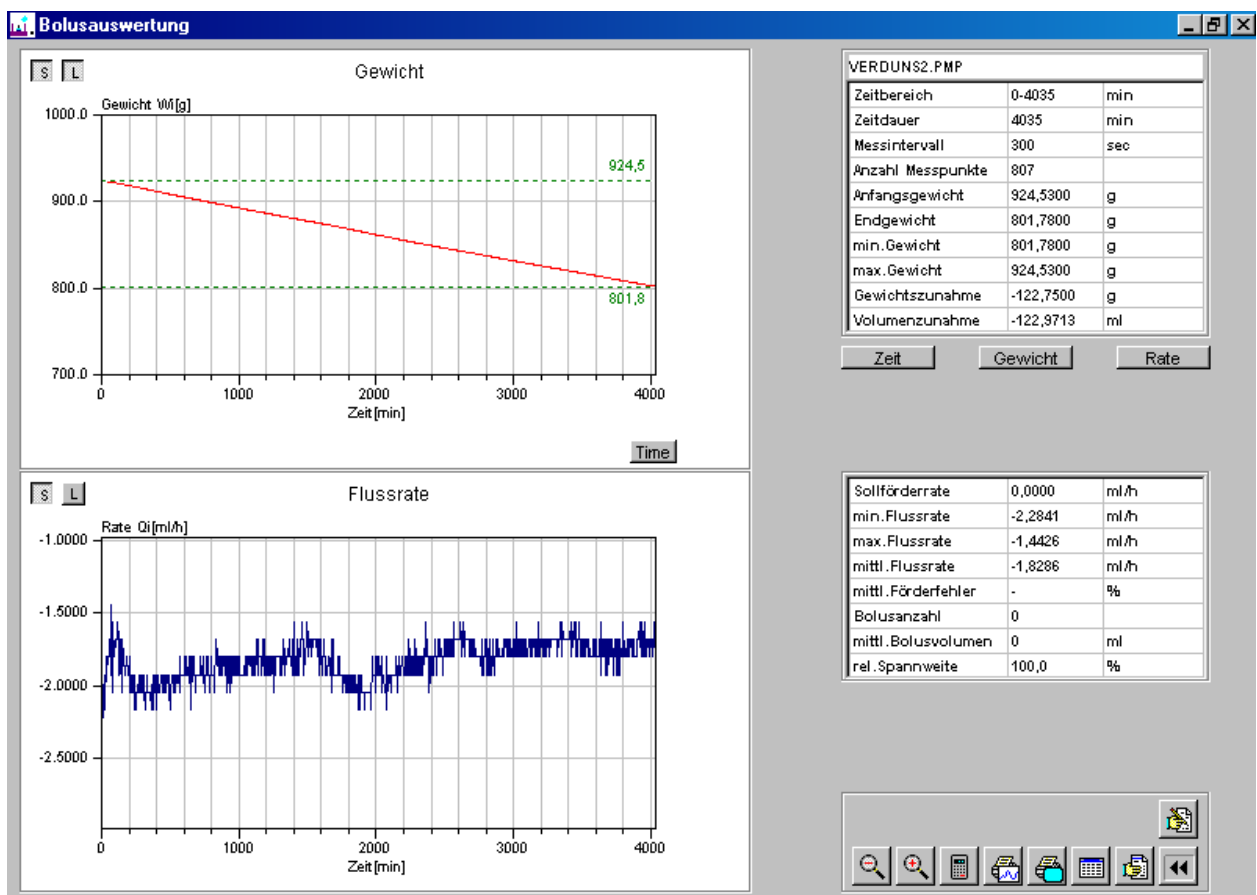 Bolusauswertung
S L
Gewicht
Gewicht Wi[g]
1000.0
924,5
900.0
800.0
801,8
700.0
0 1000 2000 3000 4000
Zeit[min]
Time
S L
Flussrate
Rate Qi[ml/h]
-1.0000
-1.5000
-2.0000
-2.5000
0 1000 2000 3000 4000
Zeit[min]
VERDUNS2.PMP
Zeitbereich 0-4035 min
Zeitdauer 4035 min
Messintervall 300 sec
Anzahl Messpunkte 807
Anfangsgewicht 924,5300 g
Endgewicht 801,7800 g
min.Gewicht 801,7800 g
max.Gewicht 924,5300 g
Gewichtszunahme -122,7500 g
Volumenzunahme -122,9713 ml
Zeit Gewicht Rate
Sollförderrate 0,0000 ml/h
min.Flussrate -2,2841 ml/h
max.Flussrate -1,4426 ml/h
mittl.Flussrate -1,8286 ml/h
mittl.Förderfehler - %
Bolusanzahl 0
mittl.Bolusvolumen 0 ml
rel.Spannweite 100,0 %